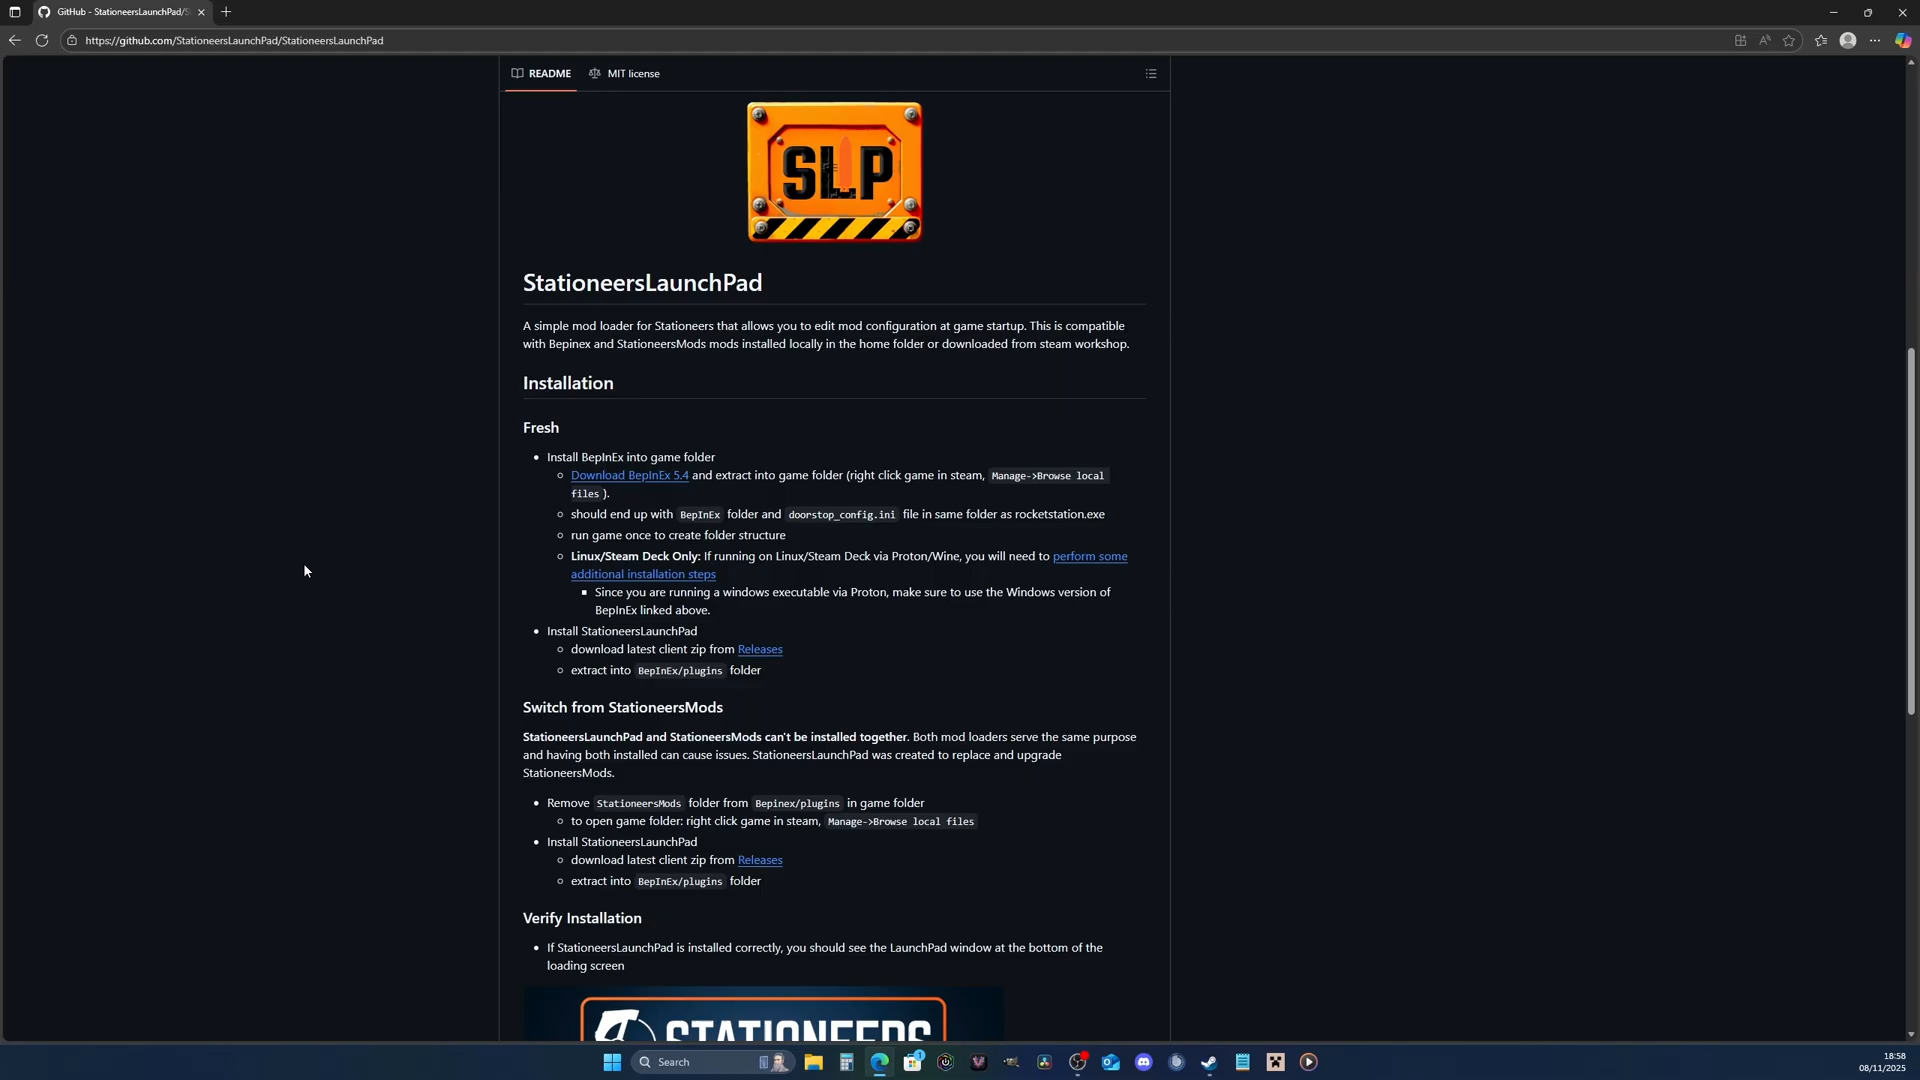 GitHub - StationeersLaunchPad/S
https://github.com/StationeersLaunchPad/StationeersLaunchPad
README
MIT license
SLP
StationeersLaunchPad
A simple mod loader for Stationeers that allows you to edit mod configuration at game startup. This is compatible
with Bepinex and StationeersMods mods installed locally in the home folder or downloaded from steam workshop.
Installation
Fresh
Install BepInEx into game folder
Download BepInEx 5.4 and extract into game folder (right click game in steam, Manage->Browse local
files ).
should end up with BepInEx folder and doorstop_config.ini file in same folder as rocketstation.exe
run game once to create folder structure
Linux/Steam Deck Only: If running on Linux/Steam Deck via Proton/Wine, you will need to perform some
additional installation steps
Since you are running a windows executable via Proton, make sure to use the Windows version of
BepInEx linked above.
Install StationeersLaunchPad
download latest client zip from Releases
extract into BepInEx/plugins folder
Switch from StationeersMods
StationeersLaunchPad and StationeersMods can't be installed together. Both mod loaders serve the same purpose
and having both installed can cause issues. StationeersLaunchPad was created to replace and upgrade
StationeersMods.
Remove StationeersMods folder from Bepinex/plugins in game folder
to open game folder: right click game in steam, Manage->Browse local files
Install StationeersLaunchPad
download latest client zip from Releases
extract into BepInEx/plugins folder
Verify Installation
If StationeersLaunchPad is installed correctly, you should see the LaunchPad window at the bottom of the
loading screen
STATIONEERS
Search
18:58
08/11/2025